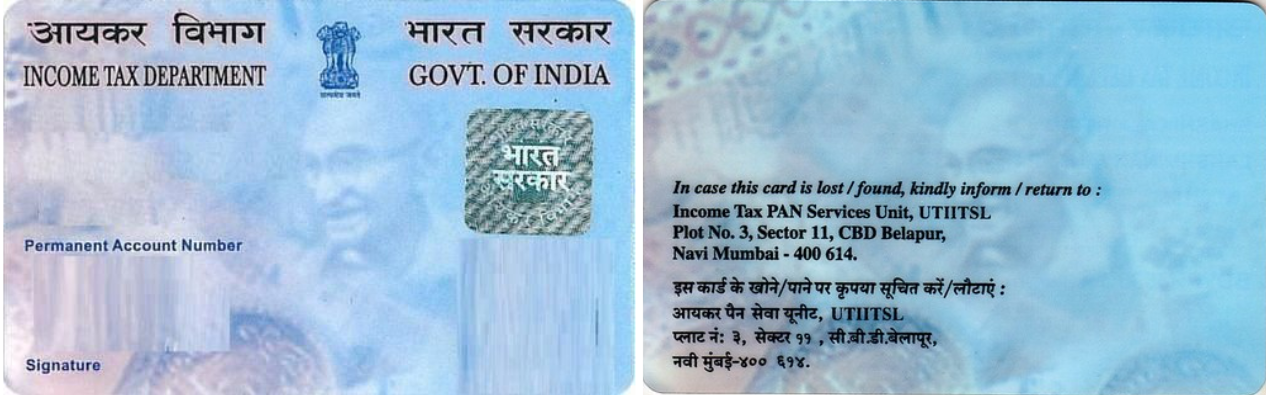 आयकर विभाग
INCOME TAX DEPARTMENT
सत्यमेव जयते
भारत सरकार
GOVT. OF INDIA
भारत सरकार
भारत
सरकार
Permanent Account Number
Signature
In case this card is lost / found, kindly inform / return to :
Income Tax PAN Services Unit, UTIITSL
Plot No. 3, Sector 11, CBD Belapur,
Navi Mumbai - 400 614.
इस कार्ड के खोने/पाने पर कृपया सूचित करें/लौटाएं :
आयकर पैन सेवा यूनीट, UTIITSL
प्लाट नं: ३, सेक्टर ११ , सी.बी.डी.बेलापूर,
नवी मुंबई-४०० ६१४.